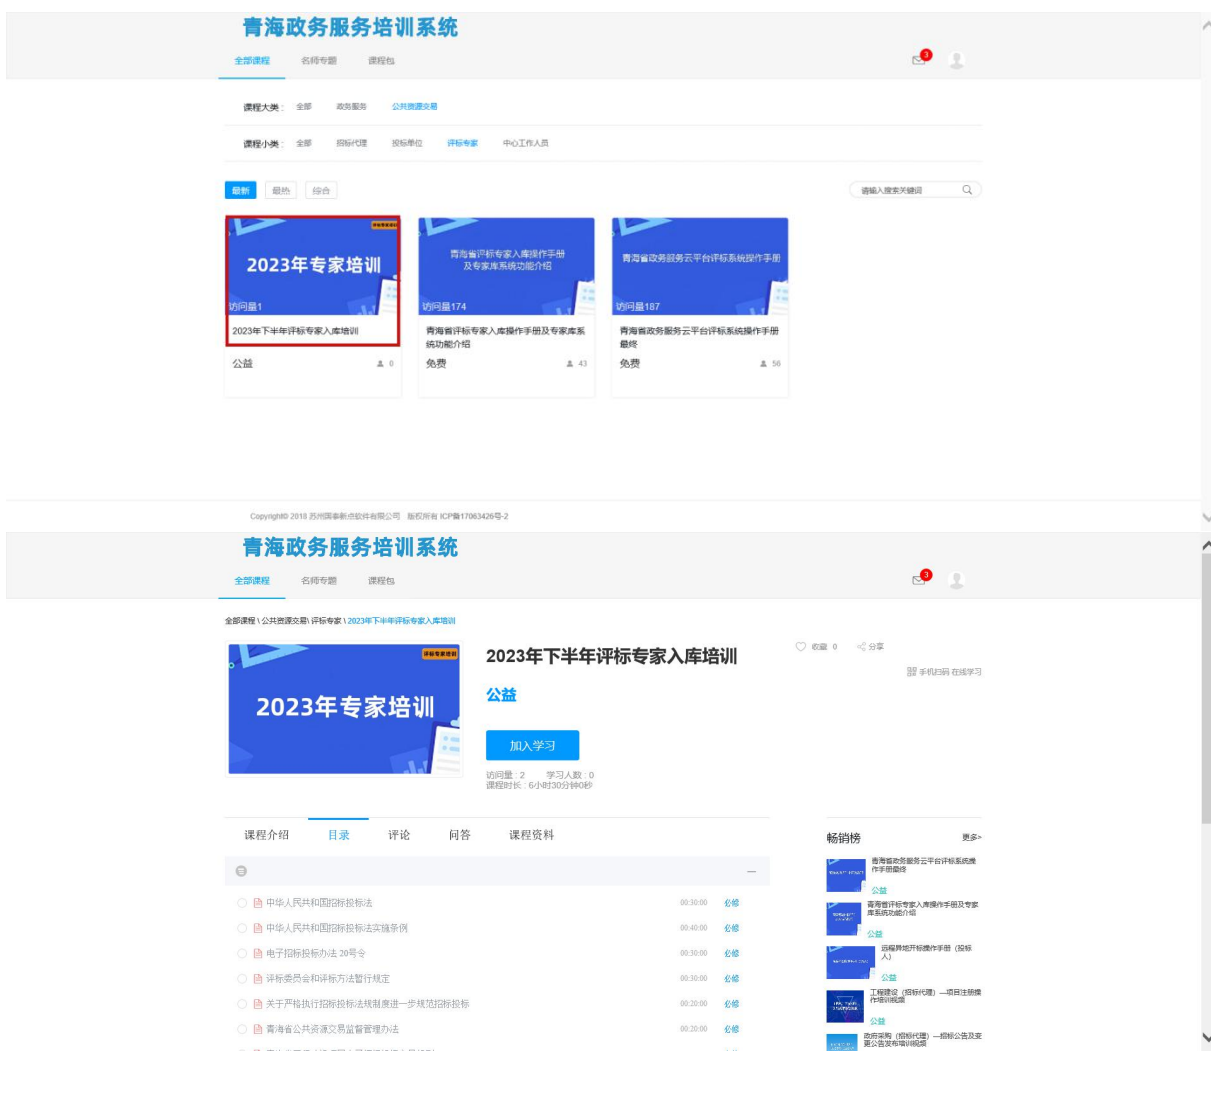 青海政务服务培训系统
全部课程 名师专题 课程包
3
课程大类： 全部 政务服务 公共资源交易
课程小类： 全部 招标代理 投标单位 评标专家 中心工作人员
最新 最热 综合 请输入搜索关键词
评标专家培训
2023年专家培训
访问量1
2023年下半年评标专家入库培训
公益 0
青海省评标专家入库操作手册
及专家库系统功能介绍
访问量174
青海省评标专家入库操作手册及专家库系
统功能介绍
免费 43
青海省政务服务云平台评标系统操作手册
访问量187
青海省政务服务云平台评标系统操作手册
最终
免费 56
Copyright© 2018 苏州国泰新点软件有限公司 版权所有 ICP备17063426号-2
青海政务服务培训系统
全部课程 名师专题 课程包
3
全部课程 \ 公共资源交易\ 评标专家 \ 2023年下半年评标专家入库培训
评标专家培训
2023年专家培训
2023年下半年评标专家入库培训
收藏 0 分享
手机扫码 在线学习
公益
加入学习
访问量 : 2 学习人数 : 0
课程时长 : 6小时30分钟0秒
课程介绍 目录 评论 问答 课程资料
中华人民共和国招标投标法 00:30:00 必修
中华人民共和国招标投标法实施条例 00:40:00 必修
电子招标投标办法 20号令 00:30:00 必修
评标委员会和评标方法暂行规定 00:30:00 必修
关于严格执行招标投标法规制度进一步规范招标投标 00:20:00 必修
青海省公共资源交易监督管理办法 00:20:00 必修
畅销榜 更多>
青海省政务服务云平台评标系统操
作手册最终
公益
青海省评标专家入库操作手册及专家
库系统功能介绍
公益
远程异地开标操作手册（投标
人）
公益
工程建设（招标代理）—项目注册操
作培训视频
公益
政府采购（招标代理）—招标公告及变
更公告发布培训视频